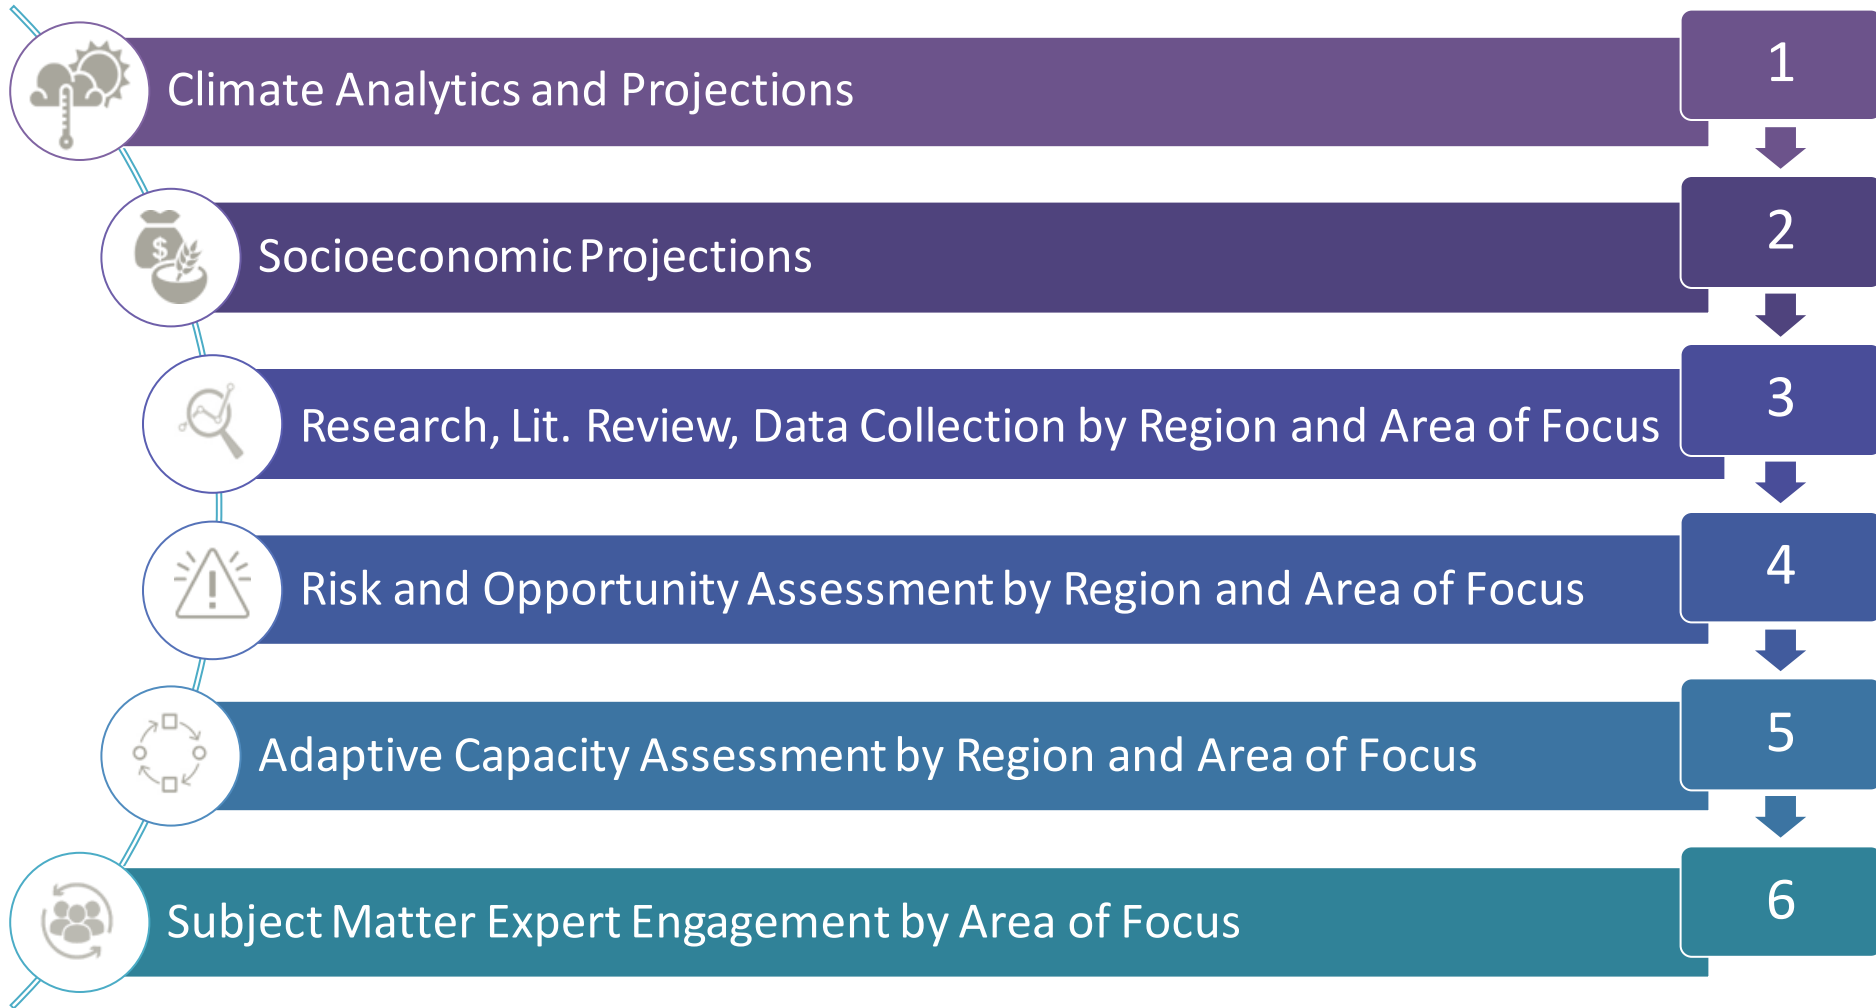 Climate Analytics and Projections
1
Socioeconomic Projections
2
$
Research, Lit. Review, Data Collection by Region and Area of Focus
3
Risk and Opportunity Assessment by Region and Area of Focus
4
!
Adaptive Capacity Assessment by Region and Area of Focus
5
Subject Matter Expert Engagement by Area of Focus
6